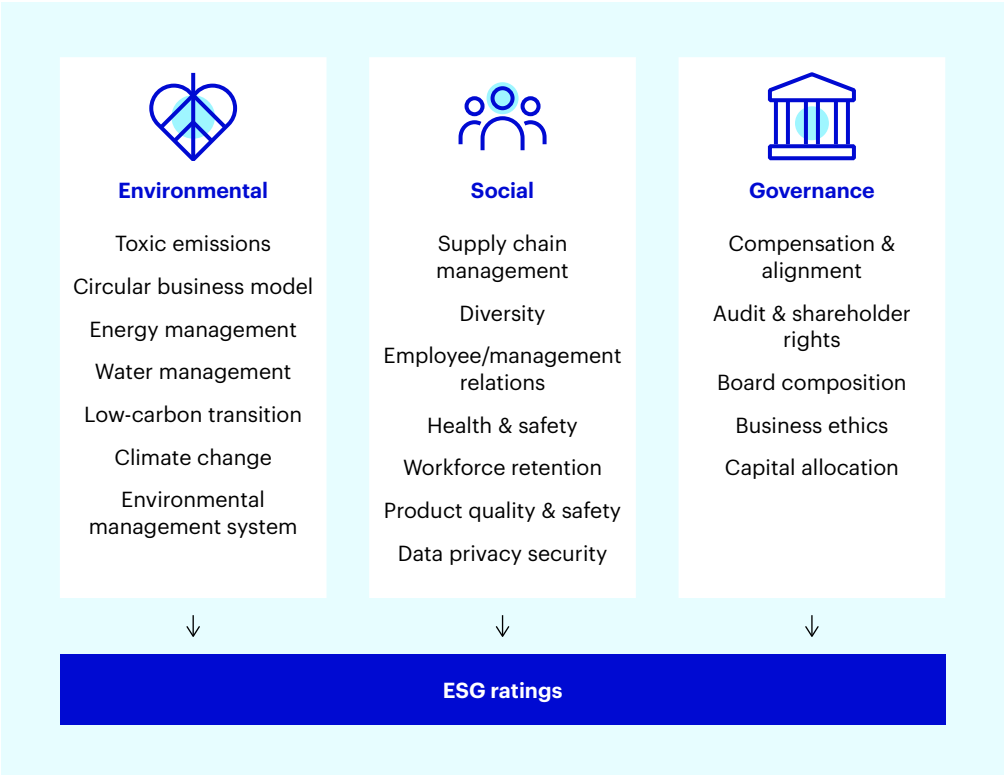 Environmental
Toxic emissions
Circular business model
Energy management
Water management
Low-carbon transition
Climate change
Environmental
management system
Social
Supply chain
management
Diversity
Employee/management
relations
Health & safety
Workforce retention
Product quality & safety
Data privacy security
Governance
Compensation &
alignment
Audit & shareholder
rights
Board composition
Business ethics
Capital allocation
ESG ratings